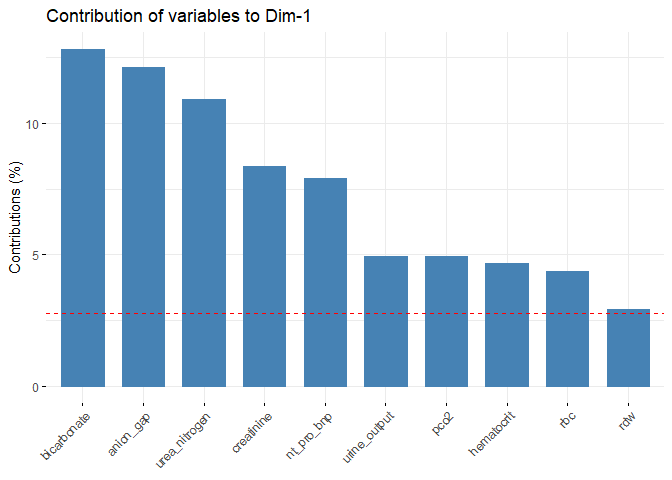 Contribution of variables to Dim-1
Contributions (%)
10
5
0
bicarbonate
anion_gap
urea_nitrogen
creatinine
nt_pro_bnp
urine_output
pco2
hematocrit
rbc
rdw